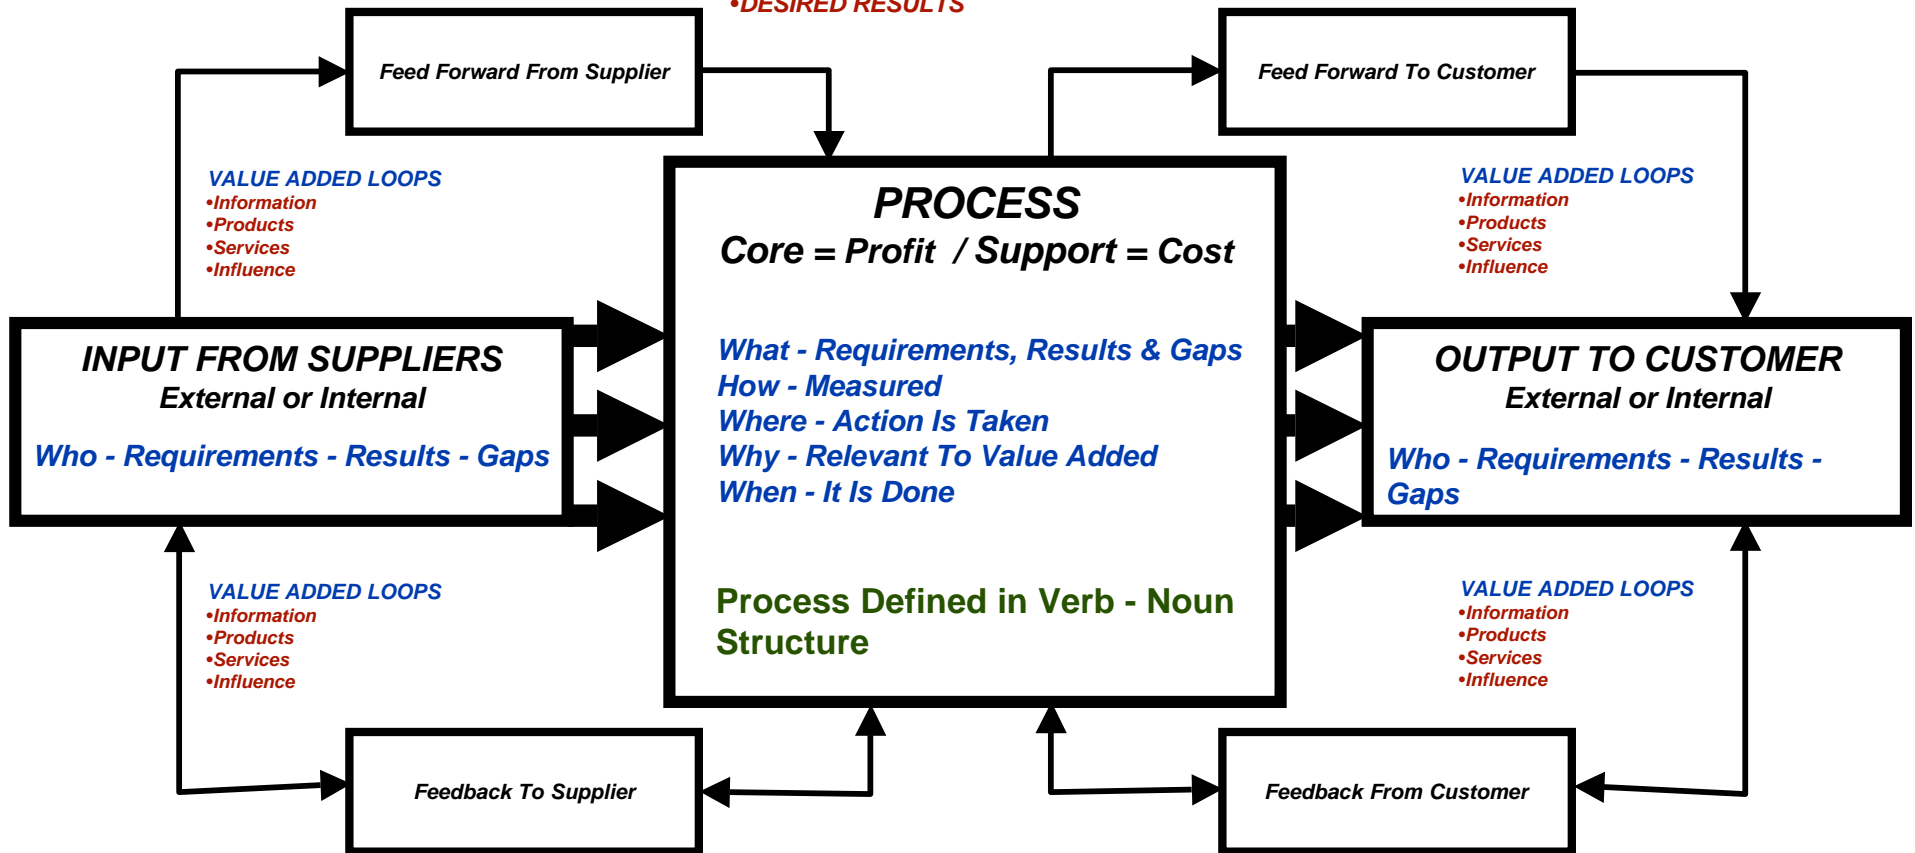 •DESIRED RESULTS
Feed Forward From Supplier
Feed Forward To Customer
VALUE ADDED LOOPS
•Information
•Products
•Services
•Influence
PROCESS
Core = Profit / Support = Cost
What - Requirements, Results & Gaps
How - Measured
Where - Action Is Taken
Why - Relevant To Value Added
When - It Is Done
Process Defined in Verb - Noun
Structure
VALUE ADDED LOOPS
•Information
•Products
•Services
•Influence
INPUT FROM SUPPLIERS
External or Internal
Who - Requirements - Results - Gaps
OUTPUT TO CUSTOMER
External or Internal
Who - Requirements - Results -
Gaps
VALUE ADDED LOOPS
•Information
•Products
•Services
•Influence
VALUE ADDED LOOPS
•Information
•Products
•Services
•Influence
Feedback To Supplier
Feedback From Customer